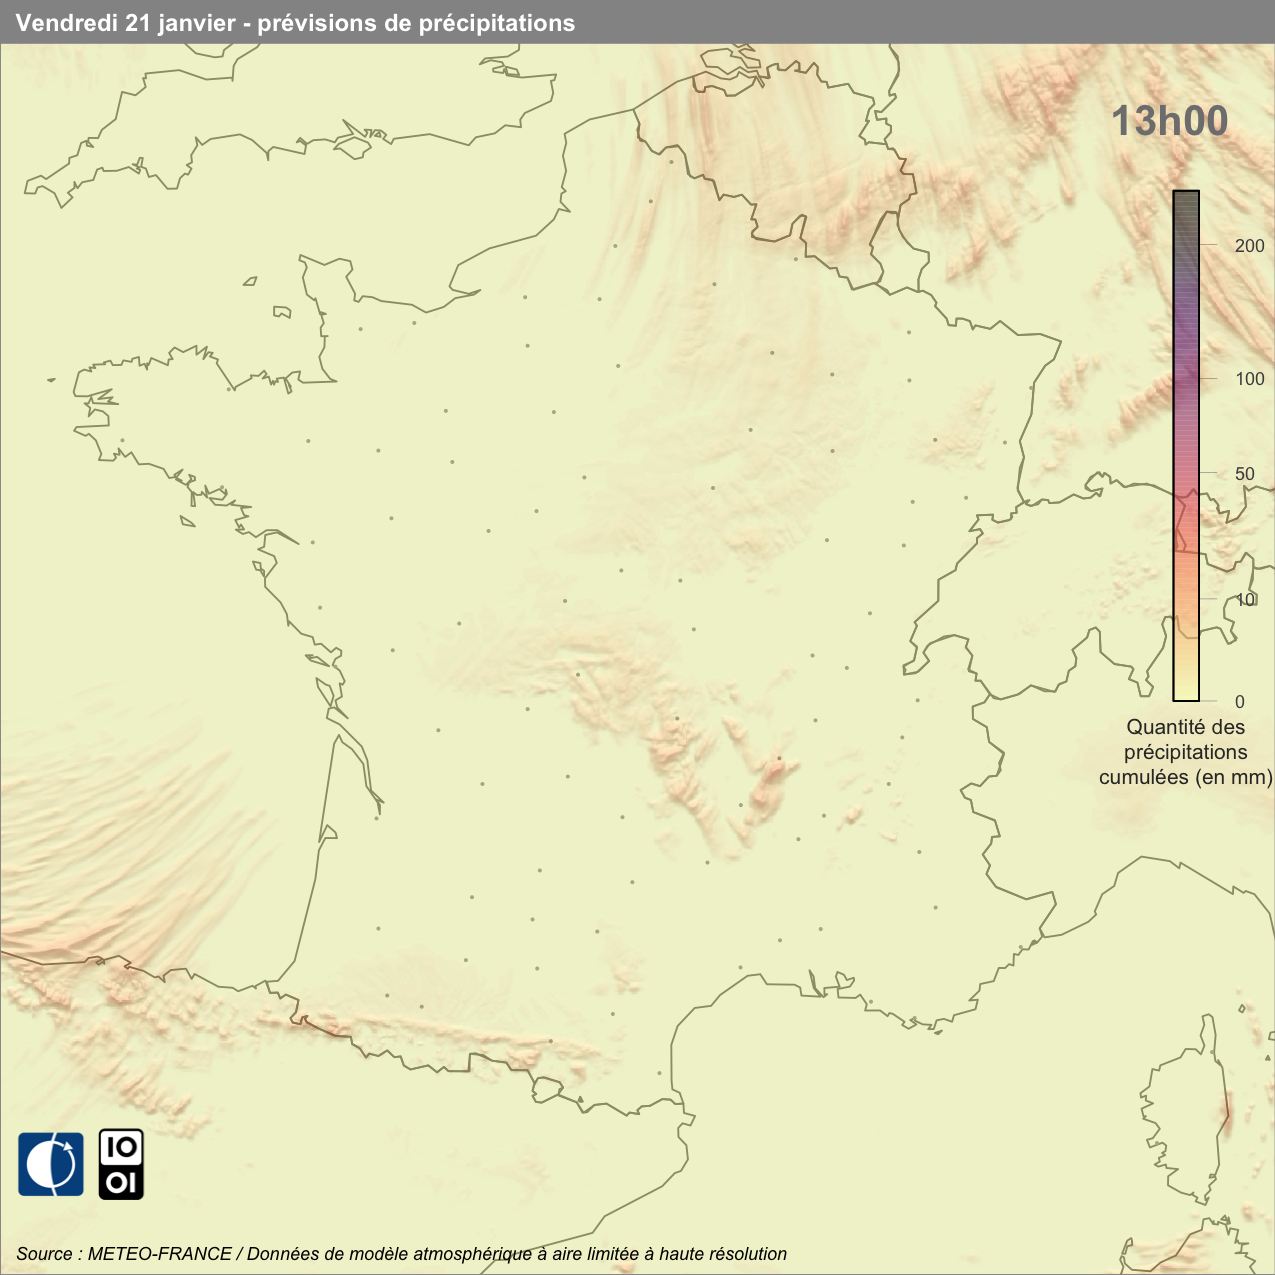 Vendredi 21 janvier - prévisions de précipitations
13h00
200
100
50
10
0
Quantité des
précipitations
cumulées (en mm)
IO
OI
Source : METEO-FRANCE / Données de modèle atmosphérique à aire limitée à haute résolution